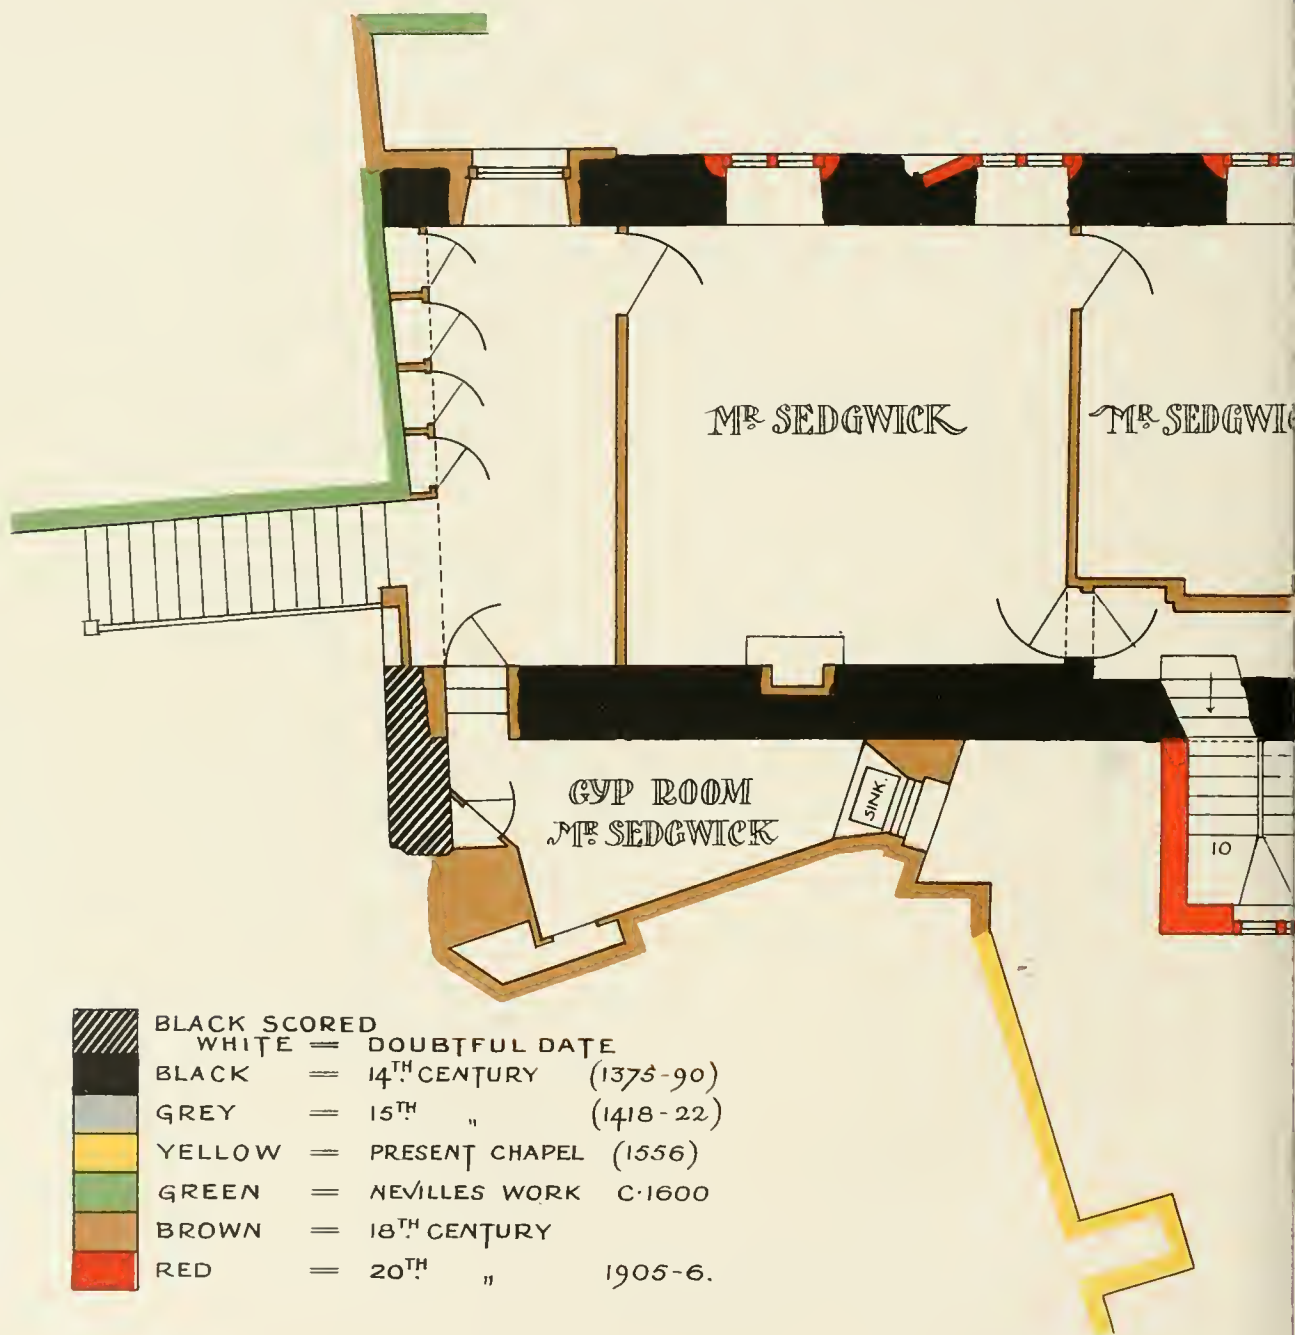 MR. SEDGWICK
MR. SEDGWIC
GYP ROOM
MR. SEDGWICK
SINK.
10
BLACK SCORED
WHITE = DOUBTFUL DATE
BLACK = 14TH. CENTURY (1375-90)
GREY = 15TH. „ (1418-22)
YELLOW = PRESENT CHAPEL (1556)
GREEN = NEVILLES WORK C·1600
BROWN = 18TH. CENTURY
RED = 20TH. „ 1905-6.